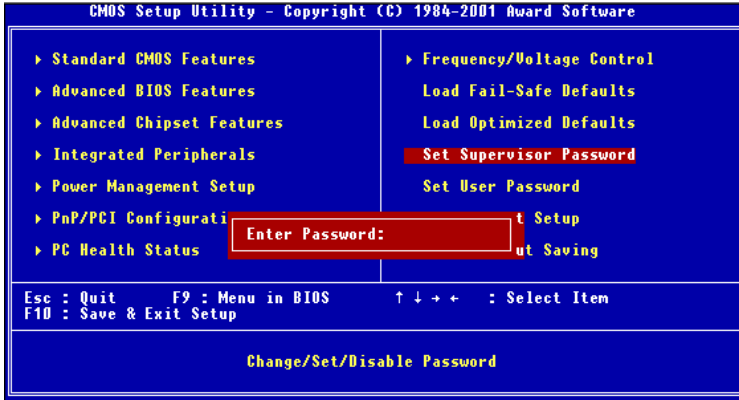 CMOS Setup Utility - Copyright (C) 1984-2001 Award Software
▸ Standard CMOS Features
▸ Advanced BIOS Features
▸ Advanced Chipset Features
▸ Integrated Peripherals
▸ Power Management Setup
▸ PnP/PCI Configurati
▸ PC Health Status
▸ Frequency/Voltage Control
Load Fail-Safe Defaults
Load Optimized Defaults
Set Supervisor Password
Set User Password
t Setup
ut Saving
Enter Password:
Esc : Quit F9 : Menu in BIOS ↑ ↓ → ← : Select Item
F10 : Save & Exit Setup
Change/Set/Disable Password